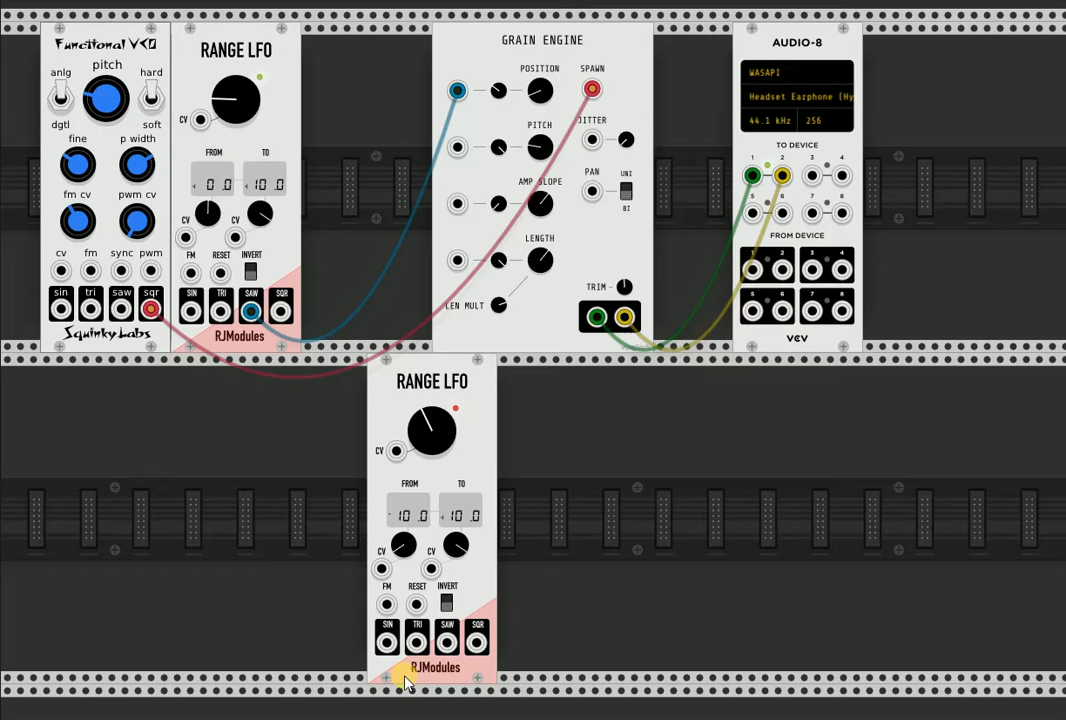 Functional VCO
pitch
anlg
hard
dgtl
soft
fine
p width
fm cv
pwm cv
cv fm sync pwm
sin tri saw sqr
Squinky Labs
RANGE LFO
CV
FROM TO
0.0 10.0
CV CV
FM RESET INVERT
SIN TRI SAW SQR
RJModules
GRAIN ENGINE
POSITION
SPAWN
JITTER
PITCH
PAN
UNI
BI
AMP SLOPE
LENGTH
TRIM
LEN MULT
AUDIO-8
WASAPI
Headset Earphone (Hy
44.1 kHz 256
TO DEVICE
1 2 3 4
5 6 7 8
FROM DEVICE
1 2 3 4
5 6 7 8
VCV
RANGE LFO
CV
FROM TO
-10.0 10.0
CV CV
FM RESET INVERT
SIN TRI SAW SQR
RJModules